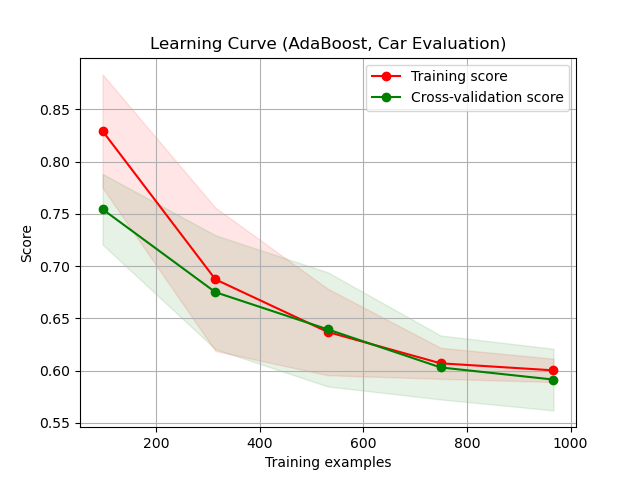 Learning Curve (AdaBoost, Car Evaluation)
Training score
Cross-validation score
0.85
0.80
0.75
0.70
0.65
0.60
0.55
Score
200
400
600
800
1000
Training examples